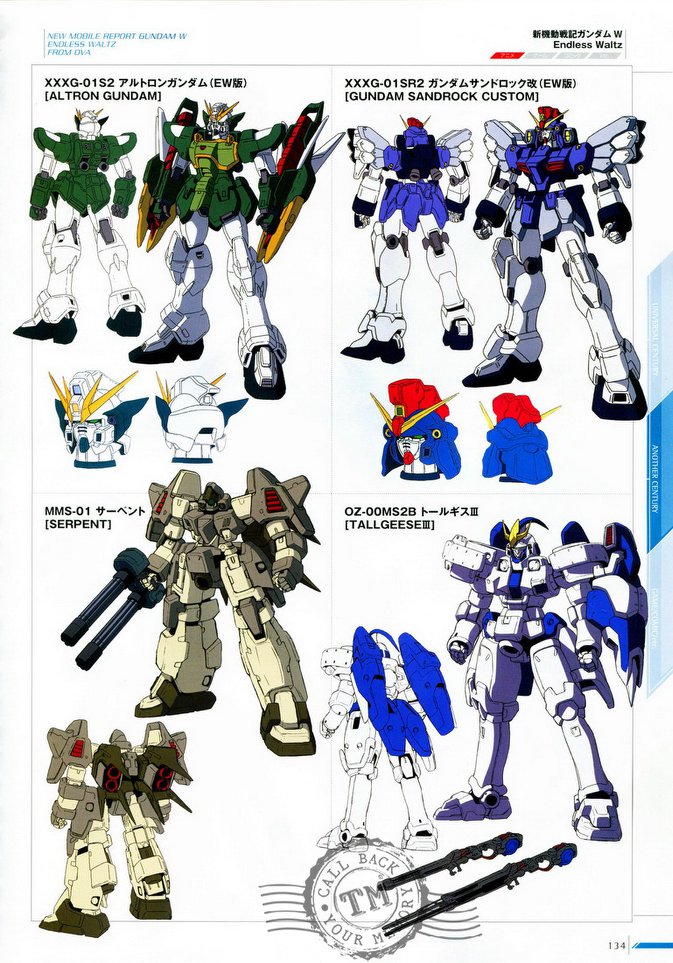 NEW MOBILE REPORT GUNDAM W
ENDLESS WALTZ
FROM OVA
新機動戦記ガンダム W
Endless Waltz
アニメ
XXXG-01S2 アルトロンガンダム(EW版)
[ALTRON GUNDAM]
XXXG-01SR2 ガンダムサンドロック改(EW版)
[GUNDAM SANDROCK CUSTOM]
UNIVERSAL CENTURY
ANOTHER CENTURY
MMS-01 サーペント
[SERPENT]
OZ-00MS2B トールギスⅢ
[TALLGEESEⅢ]
CALL BACK
TM
YOUR MEMORY
134